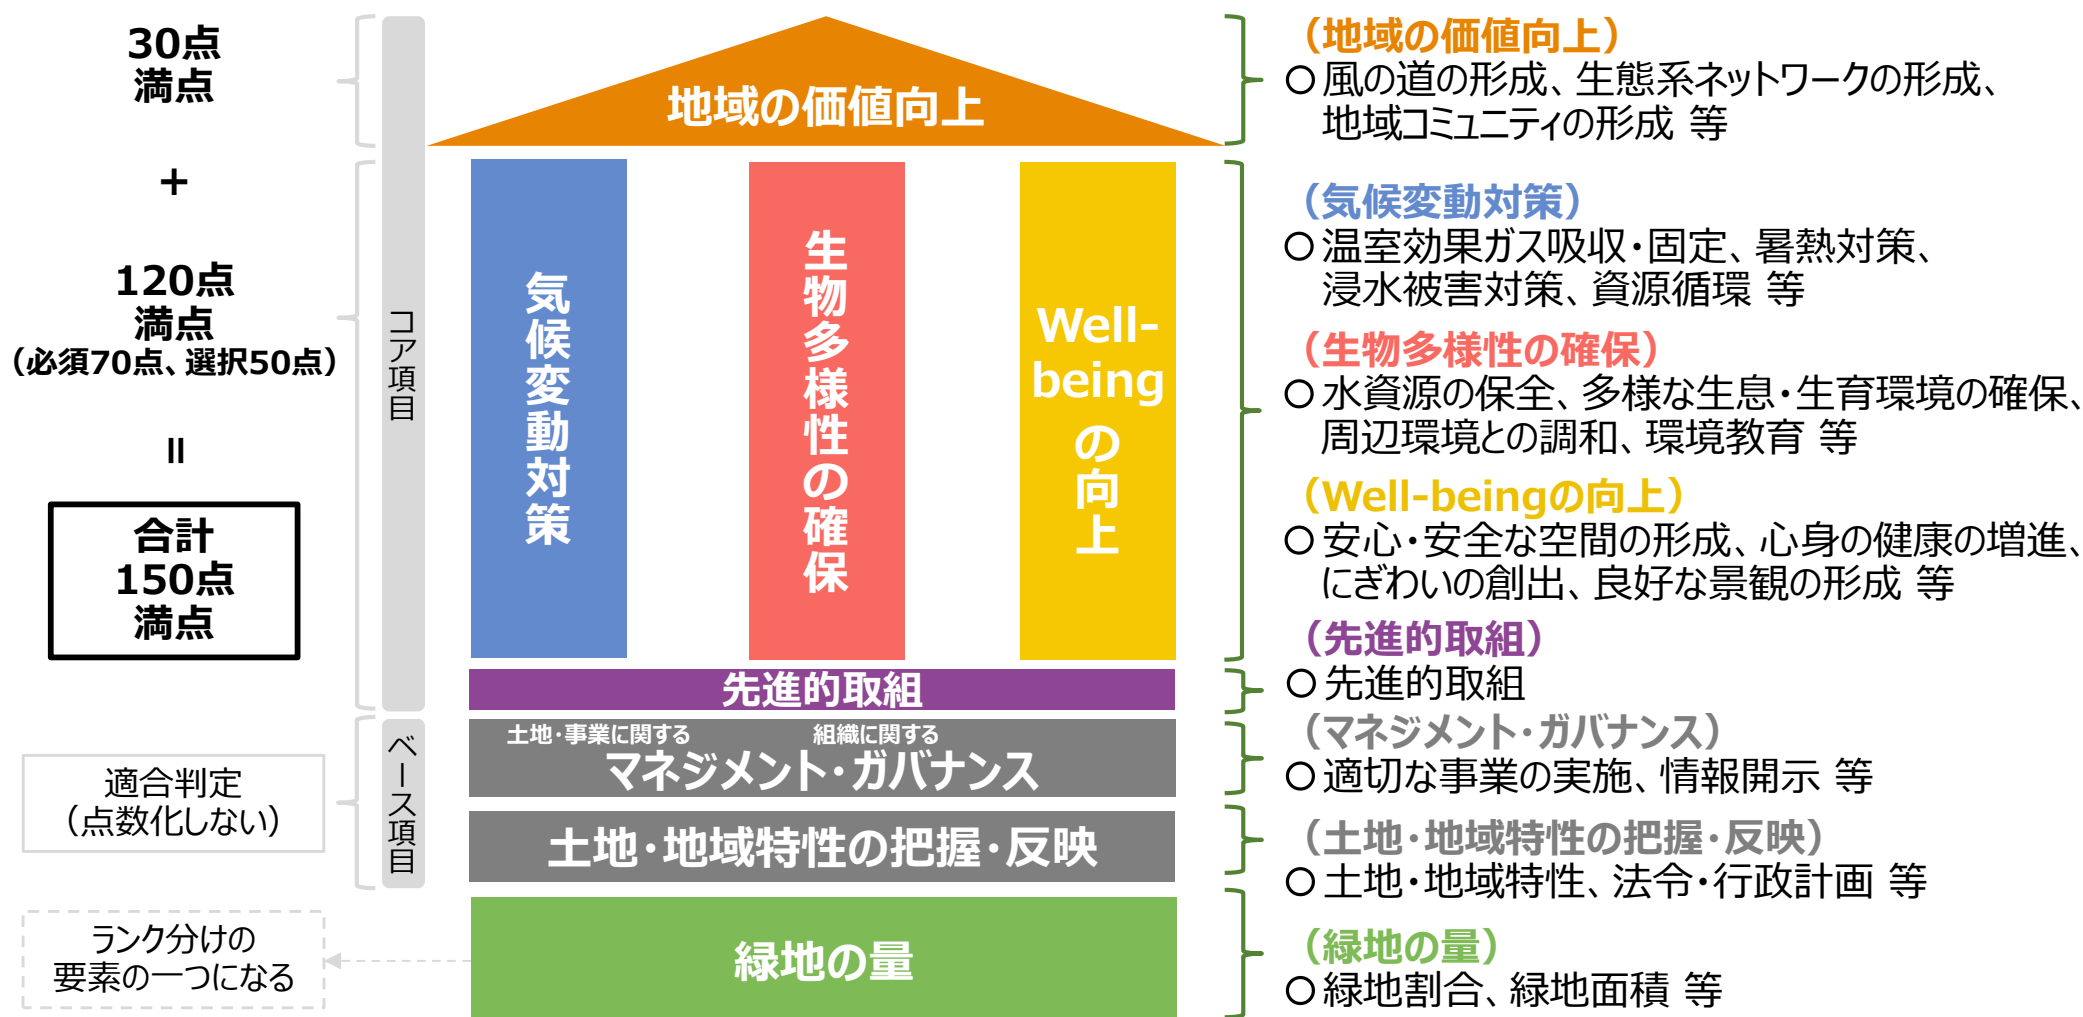 30点
満点
+
120点
満点
（必須70点、選択50点）
=
合計
150点
満点
適合判定
（点数化しない）
ランク分けの
要素の一つになる
コア項目
ベース項目
地域の価値向上
気候変動対策
生物多様性の確保
Well-
being
の向上
先進的取組
土地・事業に関する 組織に関する
マネジメント・ガバナンス
土地・地域特性の把握・反映
緑地の量
（地域の価値向上）
○風の道の形成、生態系ネットワークの形成、
地域コミュニティの形成 等
（気候変動対策）
○温室効果ガス吸収・固定、暑熱対策、
浸水被害対策、資源循環 等
（生物多様性の確保）
○水資源の保全、多様な生息・生育環境の確保、
周辺環境との調和、環境教育 等
（Well-beingの向上）
○安心・安全な空間の形成、心身の健康の増進、
にぎわいの創出、良好な景観の形成 等
（先進的取組）
○先進的取組
（マネジメント・ガバナンス）
○適切な事業の実施、情報開示 等
（土地・地域特性の把握・反映）
○土地・地域特性、法令・行政計画 等
（緑地の量）
○緑地割合、緑地面積 等